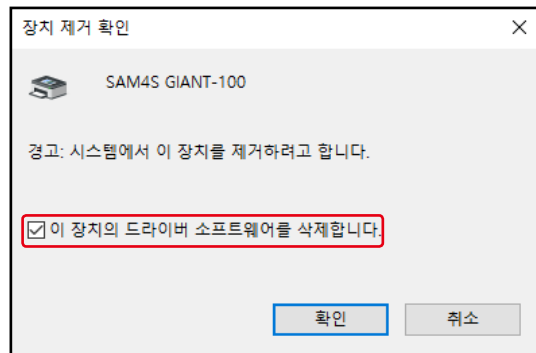 장치 제거 확인
SAM4S GIANT-100
경고: 시스템에서 이 장치를 제거하려고 합니다.
이 장치의 드라이버 소프트웨어를 삭제합니다.
확인
취소